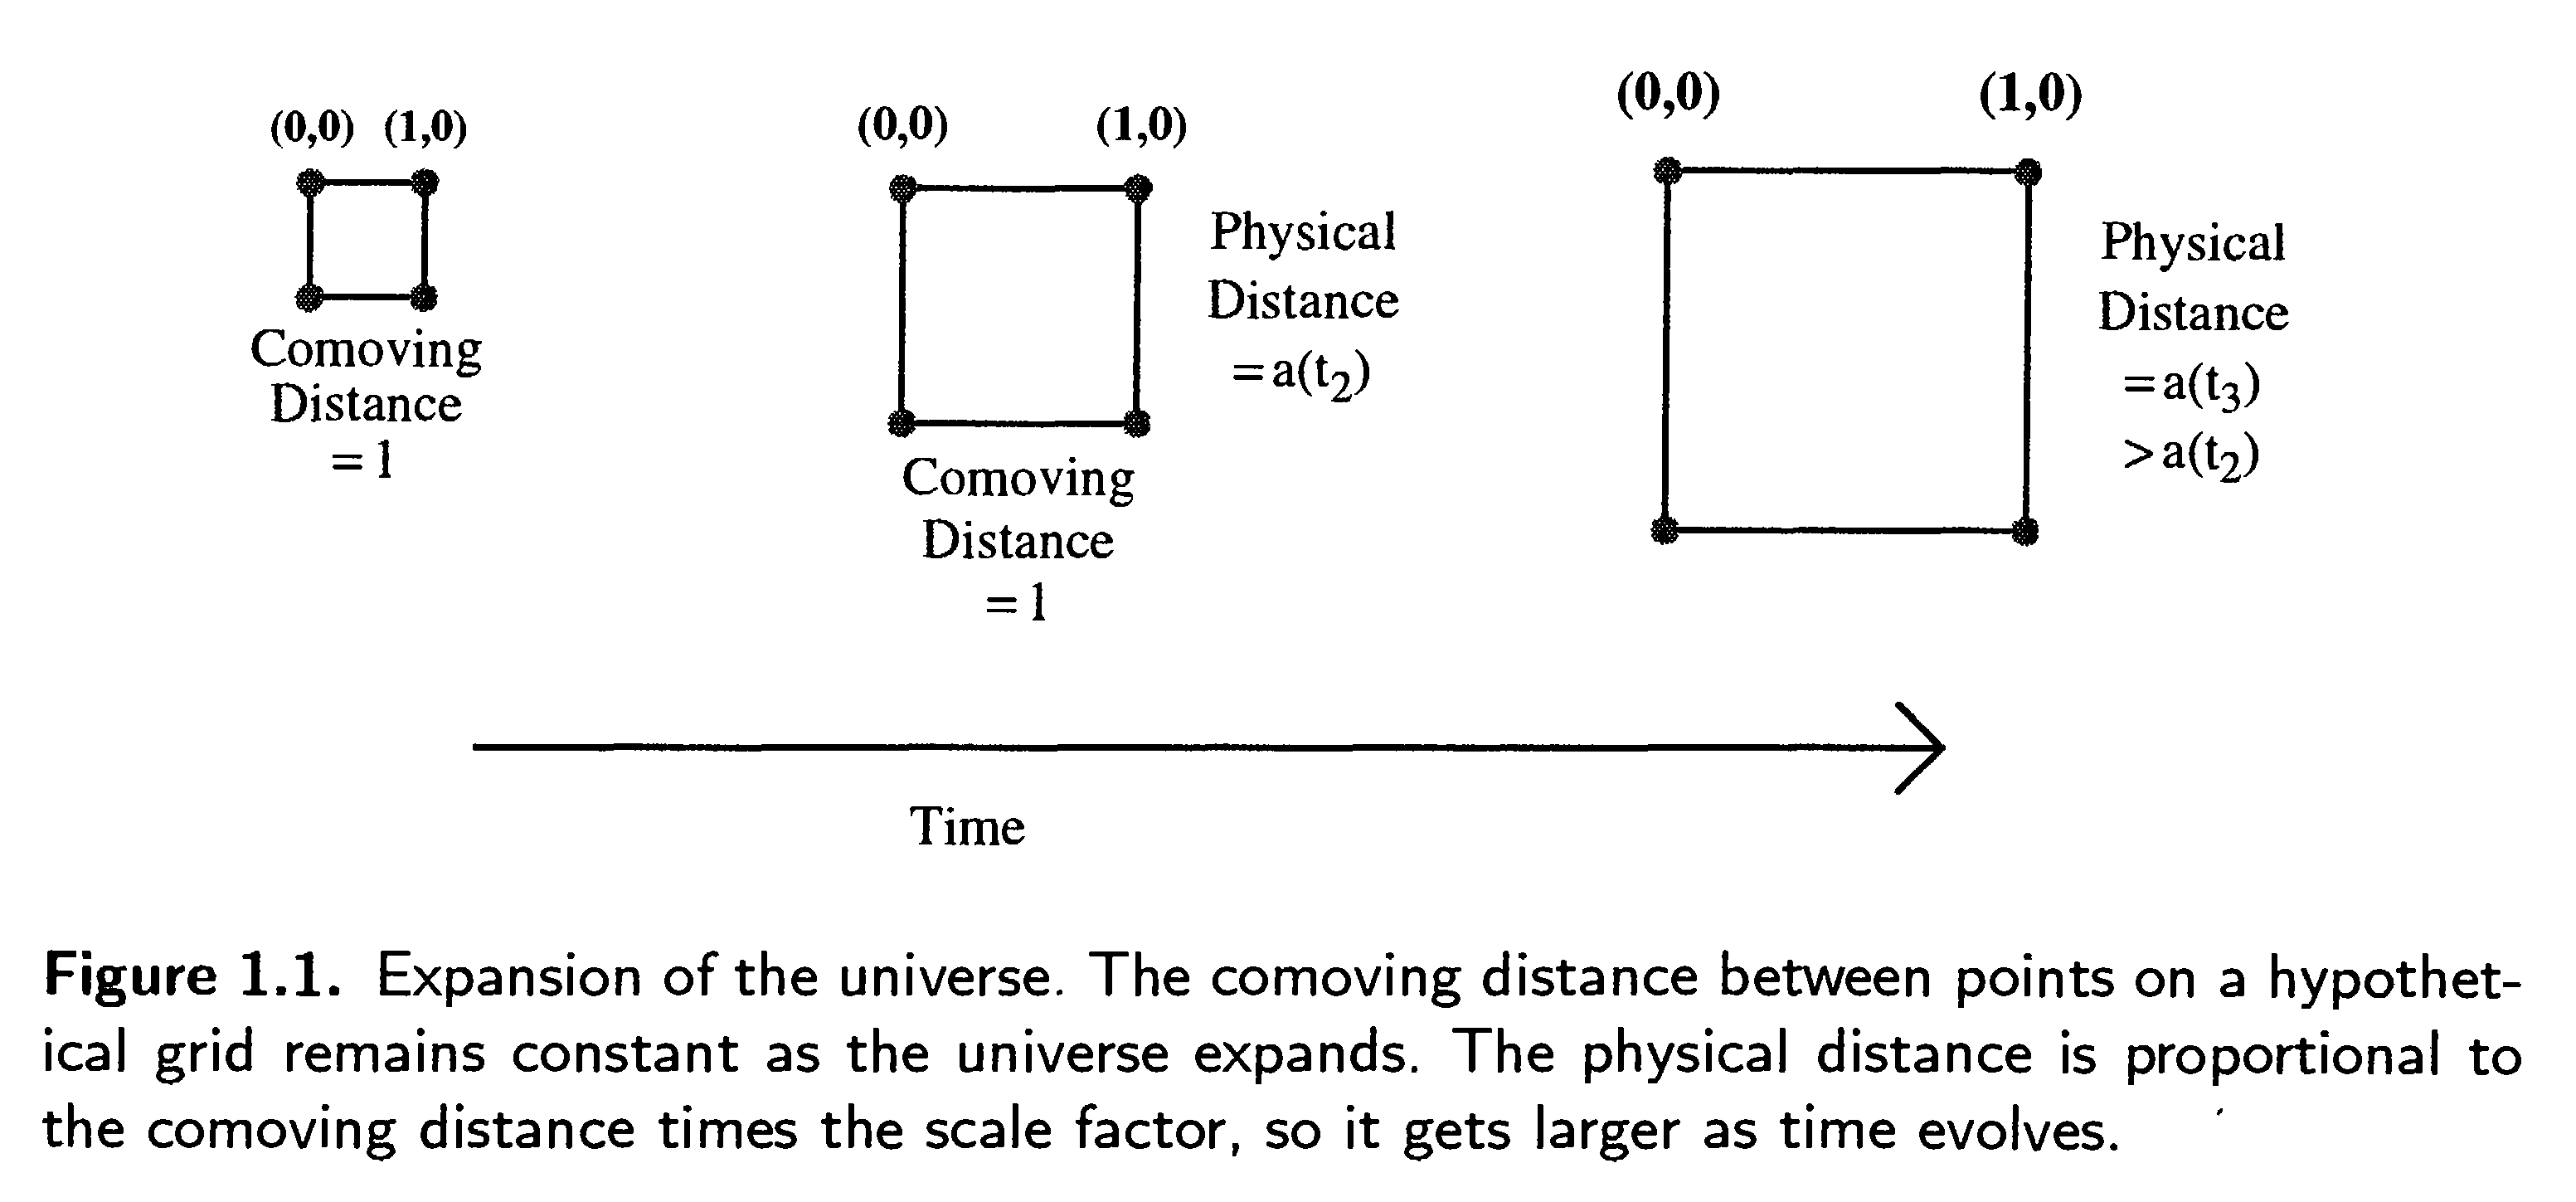 (0,0) (1,0)
Comoving
Distance
= 1
(0,0) (1,0)
Physical
Distance
= a(t₂)
Comoving
Distance
= 1
(0,0) (1,0)
Physical
Distance
= a(t₃)
> a(t₂)
Time
Figure 1.1. Expansion of the universe. The comoving distance between points on a hypothet-
ical grid remains constant as the universe expands. The physical distance is proportional to
the comoving distance times the scale factor, so it gets larger as time evolves.